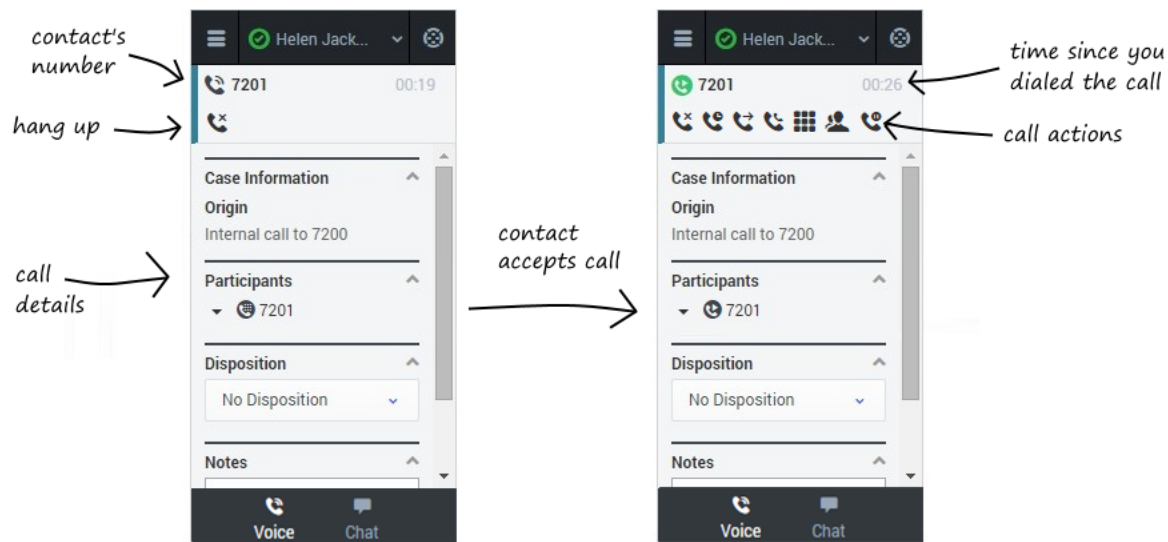 contact's
number
hang up
call
details
Helen Jack...
7201
00:19
Case Information
Origin
Internal call to 7200
Participants
7201
Disposition
No Disposition
Notes
Voice
Chat
contact
accepts call
Helen Jack...
7201
00:26
Case Information
Origin
Internal call to 7200
Participants
7201
Disposition
No Disposition
Notes
Voice
Chat
time since you
dialed the call
call actions